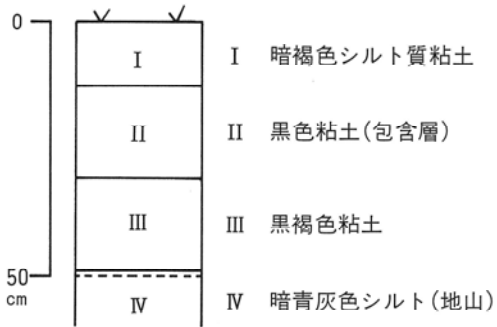 0
I I 暗褐色シルト質粘土
II II 黒色粘土(包含層)
III III 黒褐色粘土
50
cm
IV IV 暗青灰色シルト(地山)